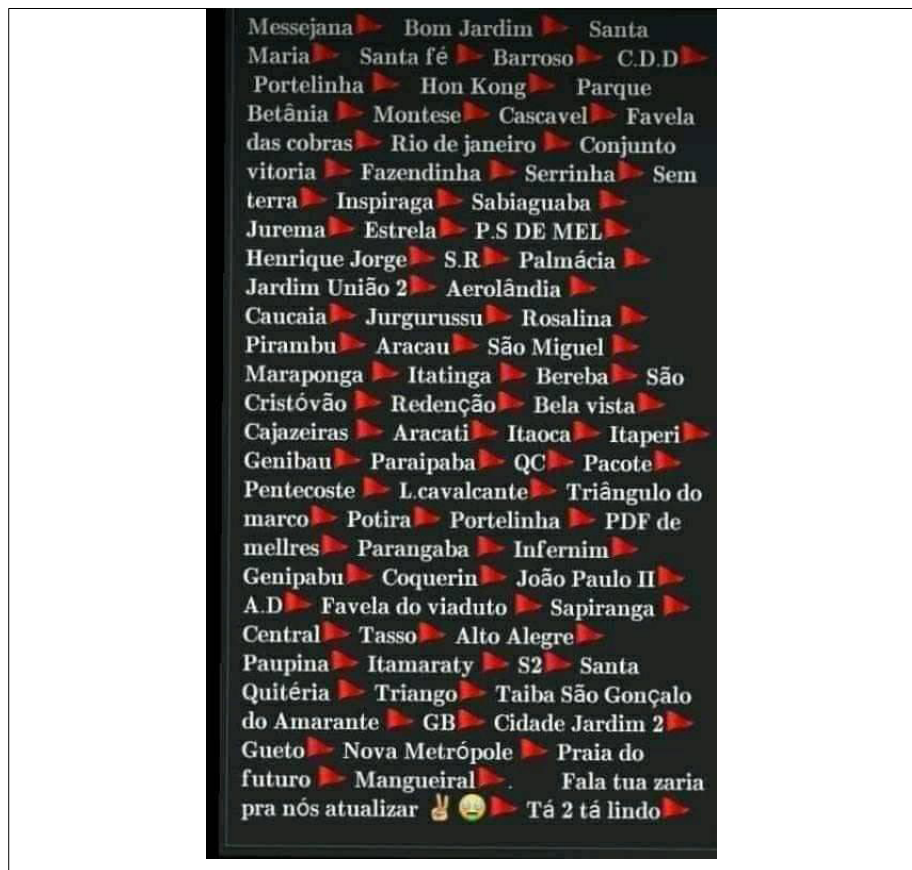 Messejana🚩 Bom Jardim 🚩 Santa
Maria🚩 Santa fé 🚩 Barroso🚩 C.D.D🚩
Portelinha 🚩 Hon Kong🚩 Parque
Betânia 🚩 Montese🚩 Cascavel🚩 Favela
das cobras🚩 Rio de janeiro 🚩 Conjunto
vitoria 🚩 Fazendinha 🚩 Serrinha🚩 Sem
terra🚩 Inspiraga🚩 Sabiaguaba 🚩
Jurema🚩 Estrela🚩 P.S DE MEL🚩
Henrique Jorge🚩 S.R🚩 Palmácia 🚩
Jardim União 2🚩 Aerolândia 🚩
Caucaia🚩 Jurgurussu🚩 Rosalina 🚩
Pirambu🚩 Aracau🚩 São Miguel 🚩
Maraponga 🚩 Itatinga 🚩 Bereba🚩 São
Cristóvão 🚩 Redenção🚩 Bela vista🚩
Cajazeiras 🚩 Aracati🚩 Itaoca🚩 Itaperi🚩
Genibau🚩 Paraipaba🚩 QC🚩 Pacote🚩
Pentecoste 🚩 L.cavalcante🚩 Triângulo do
marco🚩 Potira🚩 Portelinha 🚩 PDF de
mellres🚩 Parangaba 🚩 Infernim🚩
Genipabu🚩 Coquerin🚩 João Paulo II🚩
A.D🚩 Favela do viaduto 🚩 Sapiranga 🚩
Central🚩 Tasso🚩 Alto Alegre🚩
Paupina🚩 Itamaraty 🚩 S2🚩 Santa
Quitéria 🚩 Triango🚩 Taiba São Gonçalo
do Amarante 🚩 GB🚩 Cidade Jardim 2🚩
Gueto🚩 Nova Metrópole 🚩 Praia do
futuro 🚩 Mangueiral🚩. Fala tua zaria
pra nós atualizar ✌🤑🚩 Tá 2 tá lindo🚩